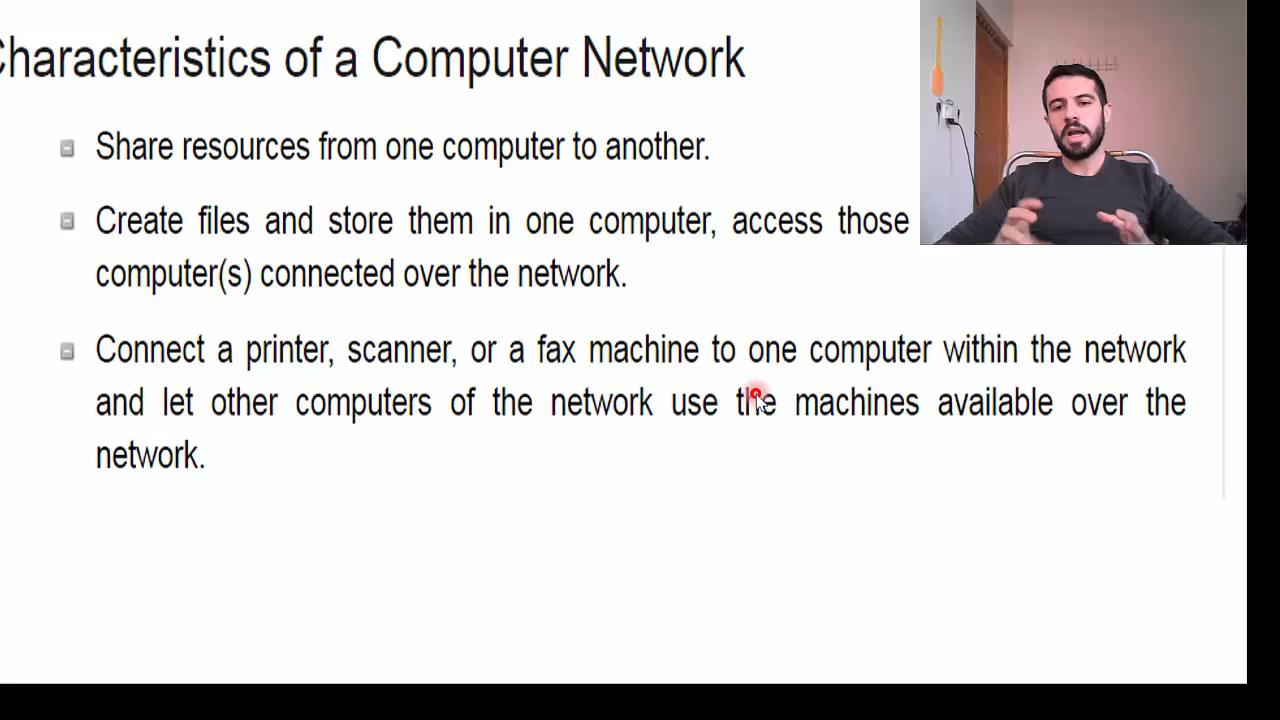 Characteristics of a Computer Network
Share resources from one computer to another.
Create files and store them in one computer, access those
computer(s) connected over the network.
Connect a printer, scanner, or a fax machine to one computer within the network
and let other computers of the network use the machines available over the
network.